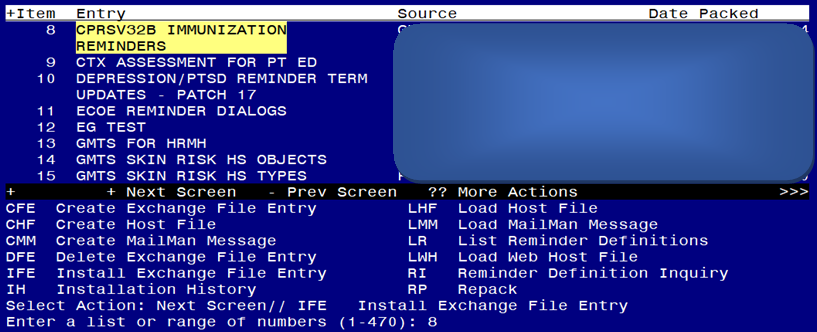 +Item  Entry  Source  Date Packed
8  CPRSV32B IMMUNIZATION
REMINDERS
9  CTX ASSESSMENT FOR PT ED
10  DEPRESSION/PTSD REMINDER TERM
UPDATES - PATCH 17
11  ECOE REMINDER DIALOGS
12  EG TEST
13  GMTS FOR HRMH
14  GMTS SKIN RISK HS OBJECTS
15  GMTS SKIN RISK HS TYPES
+  + Next Screen  - Prev Screen  ?? More Actions  >>>
CFE  Create Exchange File Entry  LHF  Load Host File
CHF  Create Host File  LMM  Load MailMan Message
CMM  Create MailMan Message  LR  List Reminder Definitions
DFE  Delete Exchange File Entry  LWH  Load Web Host File
IFE  Install Exchange File Entry  RI  Reminder Definition Inquiry
IH  Installation History  RP  Repack
Select Action: Next Screen// IFE  Install Exchange File Entry
Enter a list or range of numbers (1-470): 8